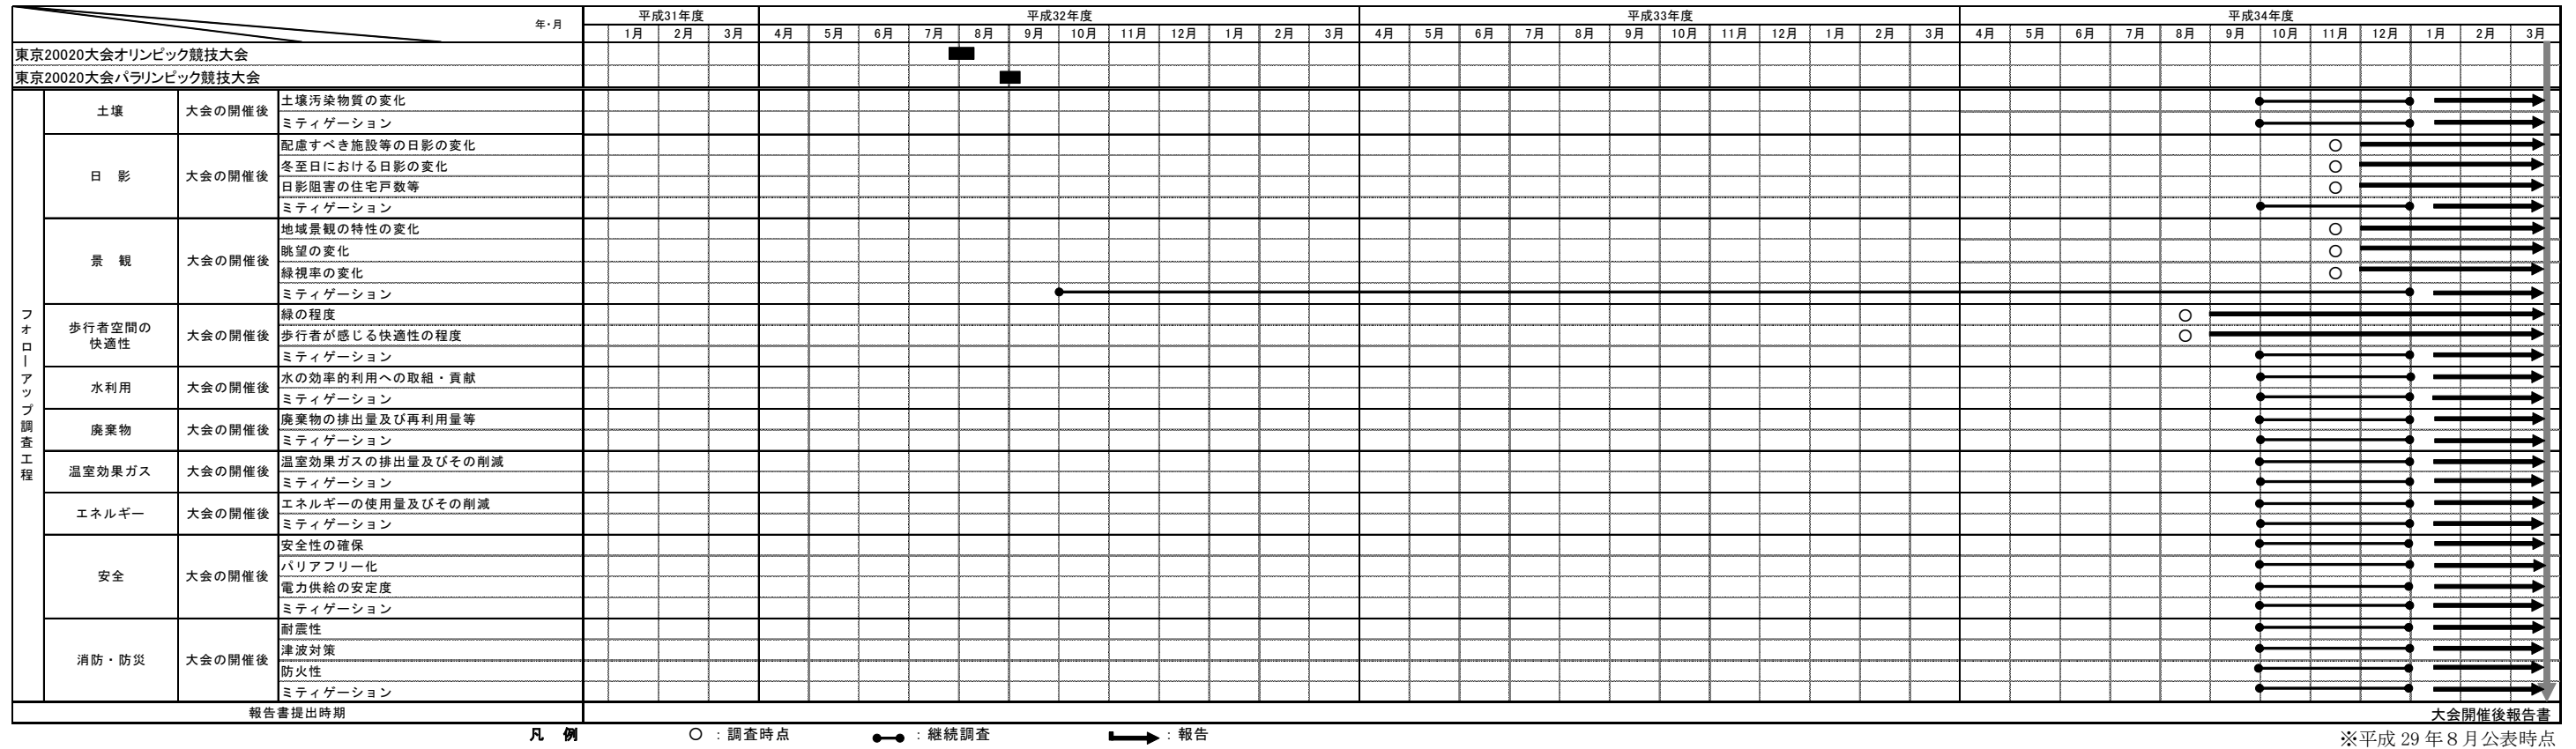 年・月 平成31年度 平成32年度 平成33年度 平成34年度
1月 2月 3月 4月 5月 6月 7月 8月 9月 10月 11月 12月 1月 2月 3月 4月 5月 6月 7月 8月 9月 10月 11月 12月 1月 2月 3月 4月 5月 6月 7月 8月 9月 10月 11月 12月 1月 2月 3月
東京20020大会オリンピック競技大会
東京20020大会パラリンピック競技大会
フォローアップ調査工程
土壌 大会の開催後 土壌汚染物質の変化
ミティゲーション
日 影 大会の開催後 配慮すべき施設等の日影の変化
冬至日における日影の変化
日影阻害の住宅戸数等
ミティゲーション
景 観 大会の開催後 地域景観の特性の変化
眺望の変化
緑視率の変化
ミティゲーション
歩行者空間の
快適性 大会の開催後 緑の程度
歩行者が感じる快適性の程度
ミティゲーション
水利用 大会の開催後 水の効率的利用への取組・貢献
ミティゲーション
廃棄物 大会の開催後 廃棄物の排出量及び再利用量等
ミティゲーション
温室効果ガス 大会の開催後 温室効果ガスの排出量及びその削減
ミティゲーション
エネルギー 大会の開催後 エネルギーの使用量及びその削減
ミティゲーション
安全 大会の開催後 安全性の確保
バリアフリー化
電力供給の安定度
ミティゲーション
消防・防災 大会の開催後 耐震性
津波対策
防火性
ミティゲーション
報告書提出時期 大会開催後報告書
凡 例 ○ ：調査時点 ：継続調査 ：報告
※平成 29 年８月公表時点